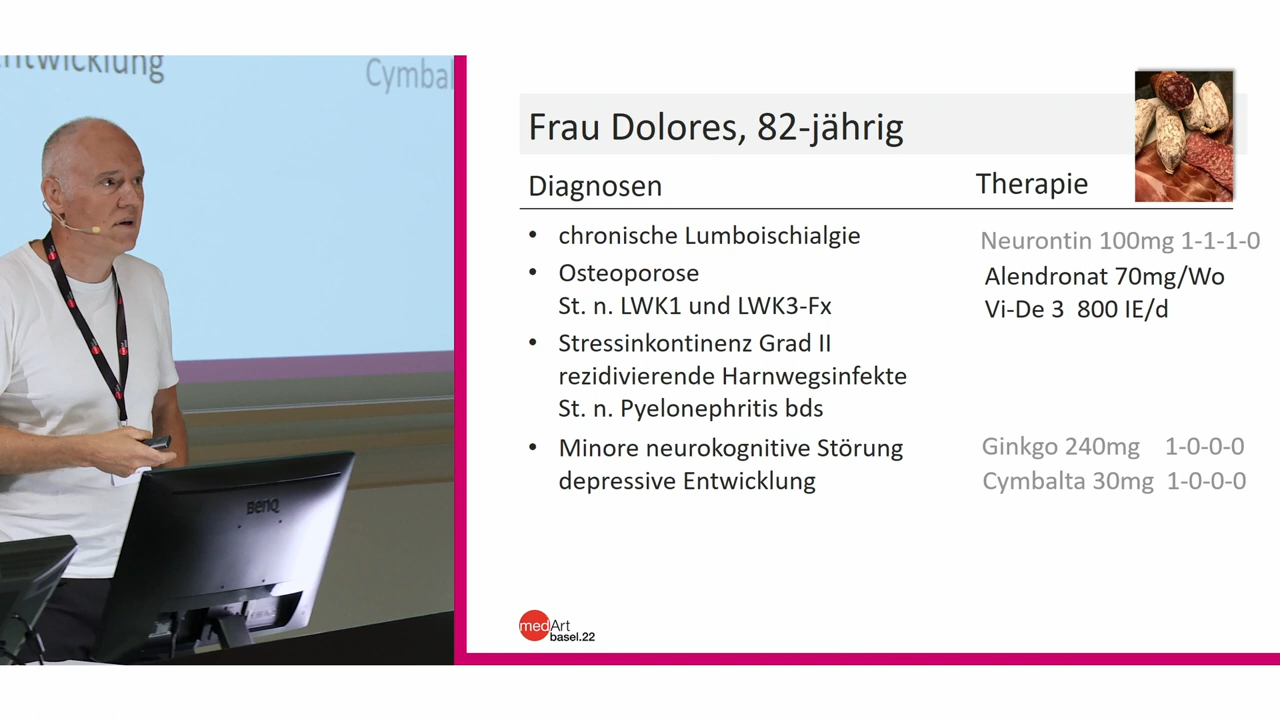 entwicklung
Cymbal
BenQ
Frau Dolores, 82-jährig
Diagnosen
Therapie
• chronische Lumboischialgie
Neurontin 100mg 1-1-1-0
• Osteoporose
Alendronat 70mg/Wo
St. n. LWK1 und LWK3-Fx
Vi-De 3 800 IE/d
• Stressinkontinenz Grad II
rezidivierende Harnwegsinfekte
St. n. Pyelonephritis bds
• Minore neurokognitive Störung
Ginkgo 240mg 1-0-0-0
depressive Entwicklung
Cymbalta 30mg 1-0-0-0
medArt
basel.22